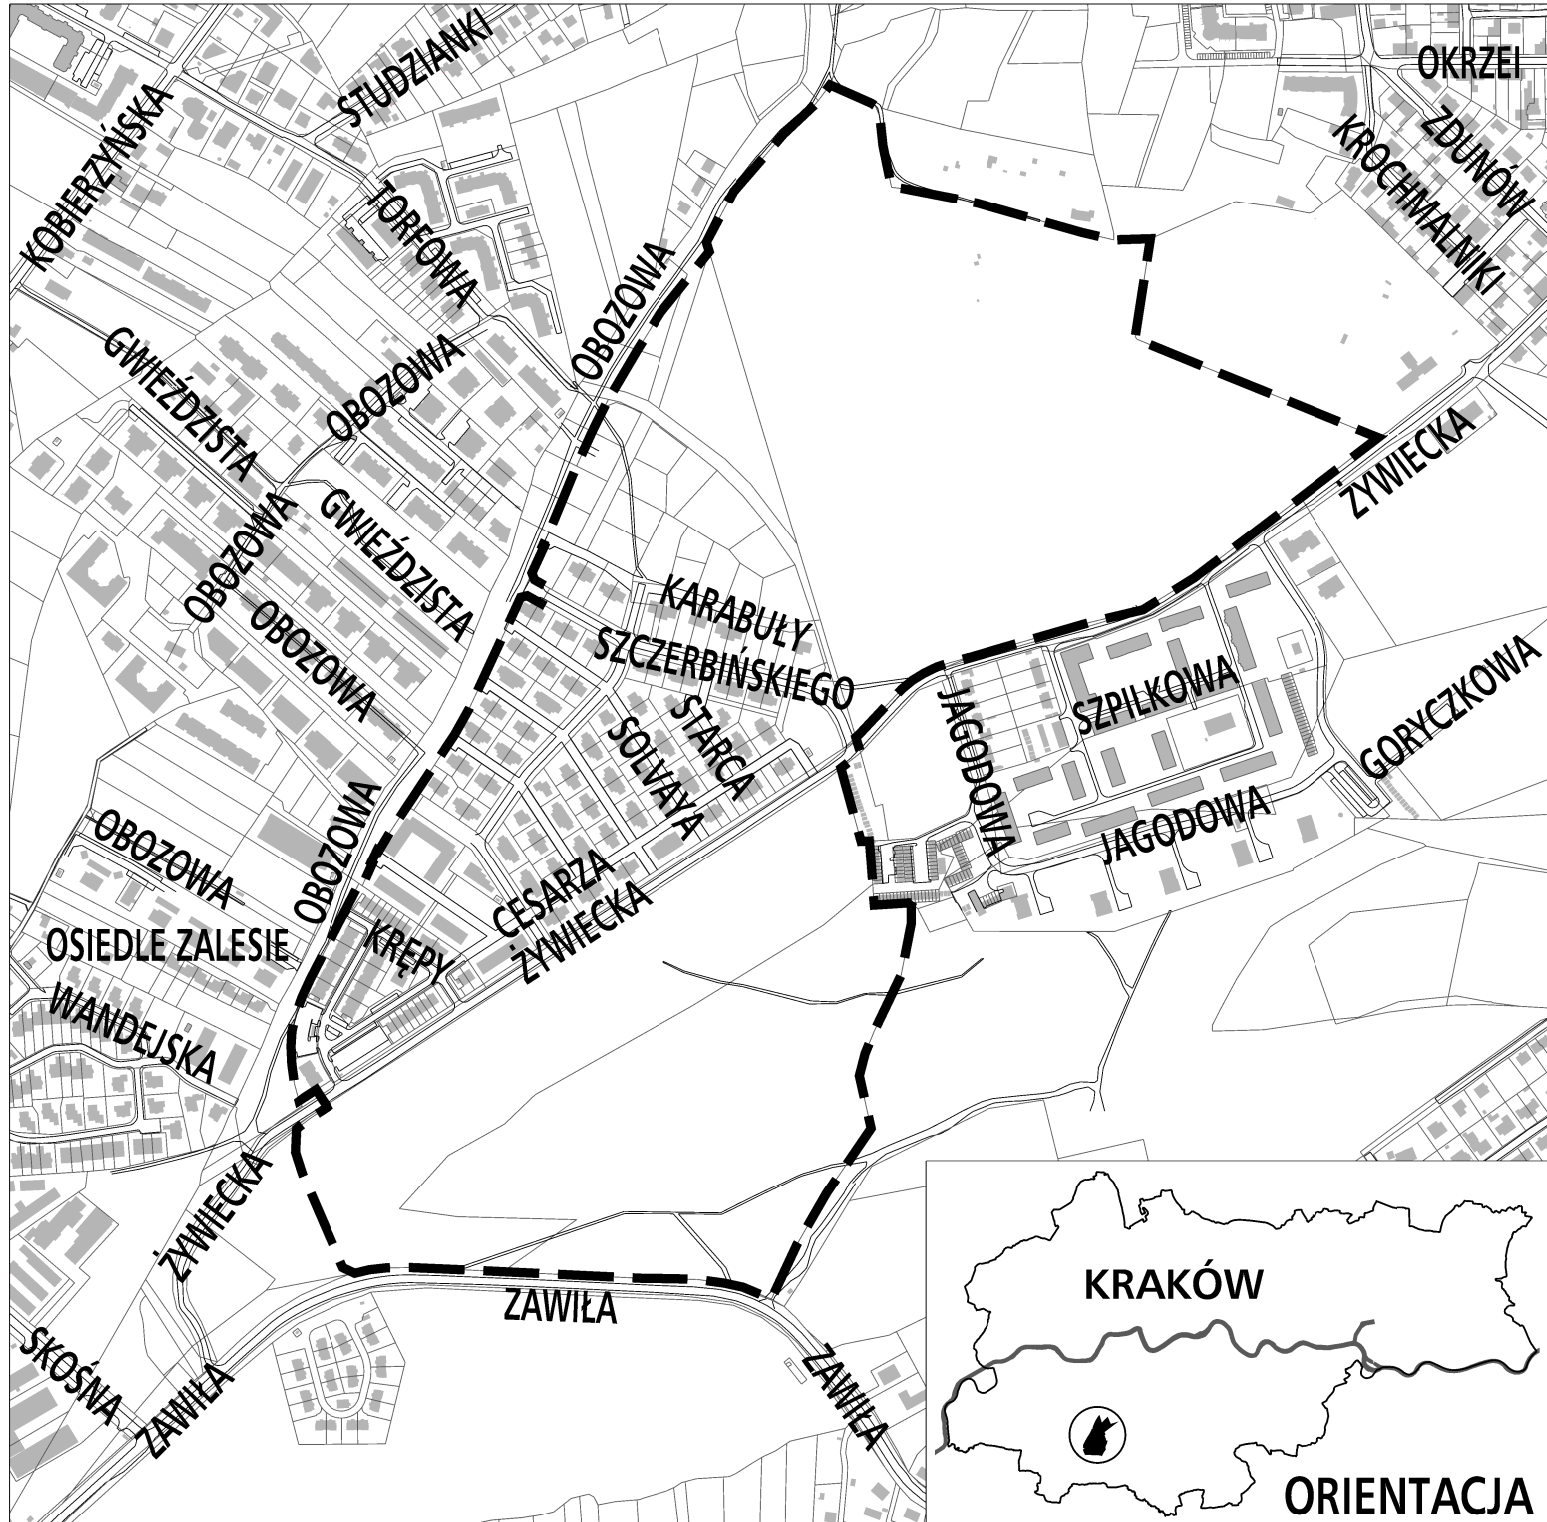 STUDZIANKI
OKRZEI
KOBIERZYŃSKA
ZDUNÓW
KROCHMALNIKI
TORFOWA
OBOZOWA
GWIEŹDZISTA
OBOZOWA
ŻYWIECKA
OBOZOWA
GWIEŹDZISTA
KARABUŁY
OBOZOWA
SZCZERBIŃSKIEGO
SZPILKOWA
GORYCZKOWA
JAGODOWA
STARCA
SOLVAYA
OBOZOWA
JAGODOWA
OBOZOWA
CESARZA
ŻYWIECKA
KRĘPY
OSIEDLE ZALESIE
WANDEJSKA
ŻYWIECKA
ZAWIŁA
SKOŚNA
ZAWIŁA
ZAWIŁA
KRAKÓW
ORIENTACJA